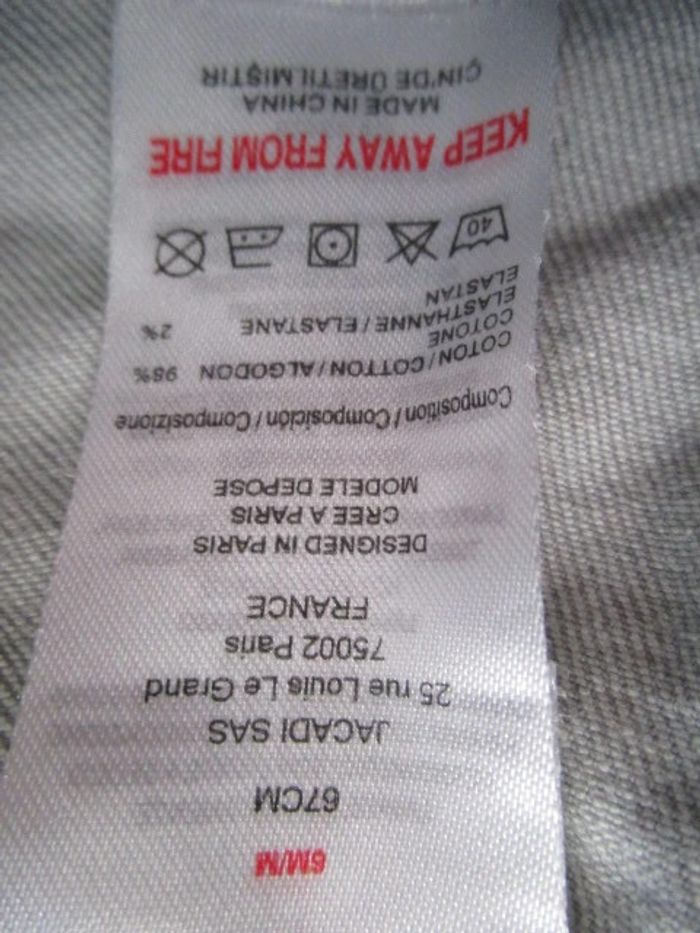 6M/M
67CM
JACADI SAS
25 rue Louis Le Grand
75002 Paris
FRANCE
DESIGNED IN PARIS
CREE A PARIS
MODELE DEPOSE
Composition / Composición / Composizione
COTON / COTTON / ALGODON 98%
COTONE
ELASTHANNE / ELASTANE 2%
ELASTAN
40
KEEP AWAY FROM FIRE
MADE IN CHINA
ÇIN'DE ÜRETILMIŞTIR